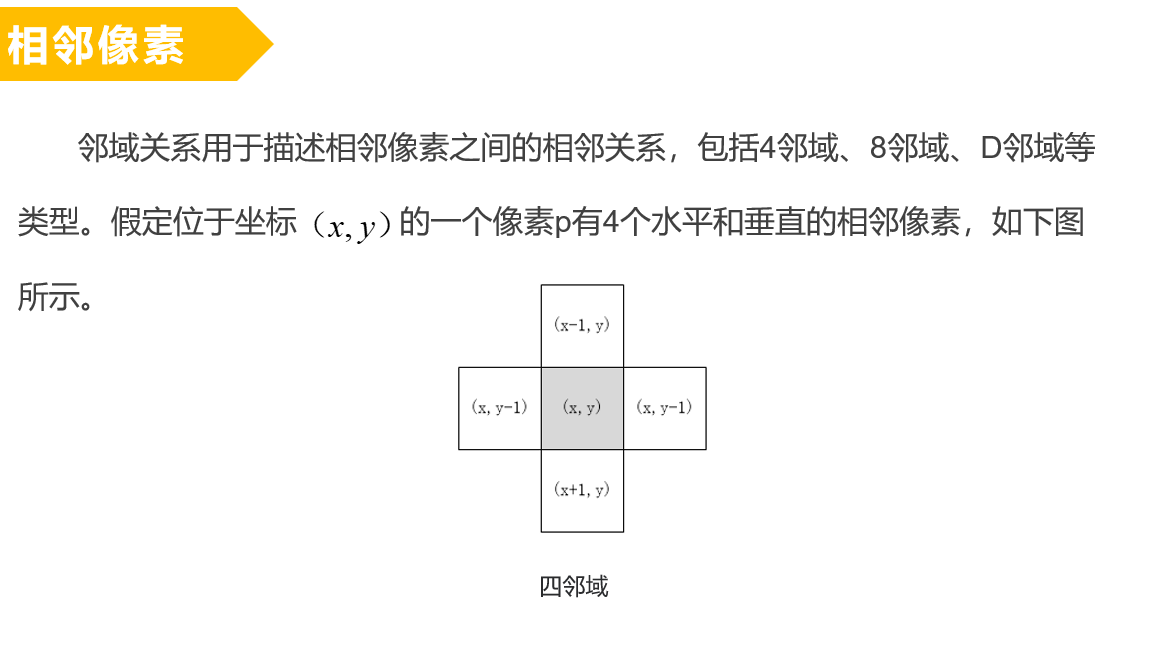 相邻像素
邻域关系用于描述相邻像素之间的相邻关系，包括4邻域、8邻域、D邻域等
类型。假定位于坐标（x, y）的一个像素p有4个水平和垂直的相邻像素，如下图
所示。
(x-1,y)
(x,y-1) (x,y) (x,y-1)
(x+1,y)
四邻域